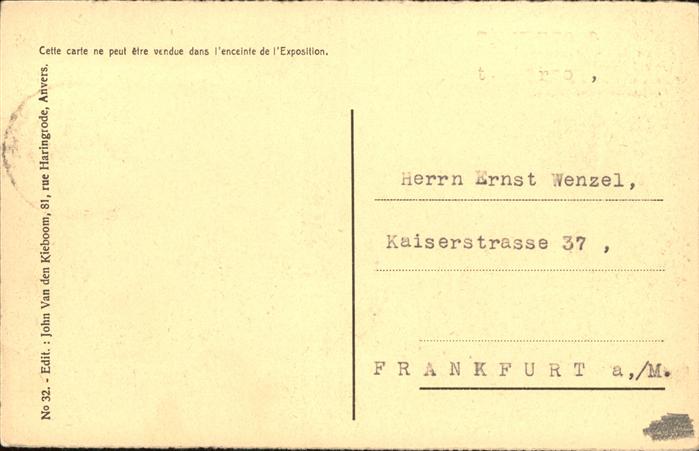 Cette carte ne peut être vendue dans l'enceinte de l'Exposition.
No 32. - Edit. : John Van den Kieboom, 81, rue Haringrode, Anvers.
Herrn Ernst Wenzel,
Kaiserstrasse 37 ,
FRANKFURT a,/M.